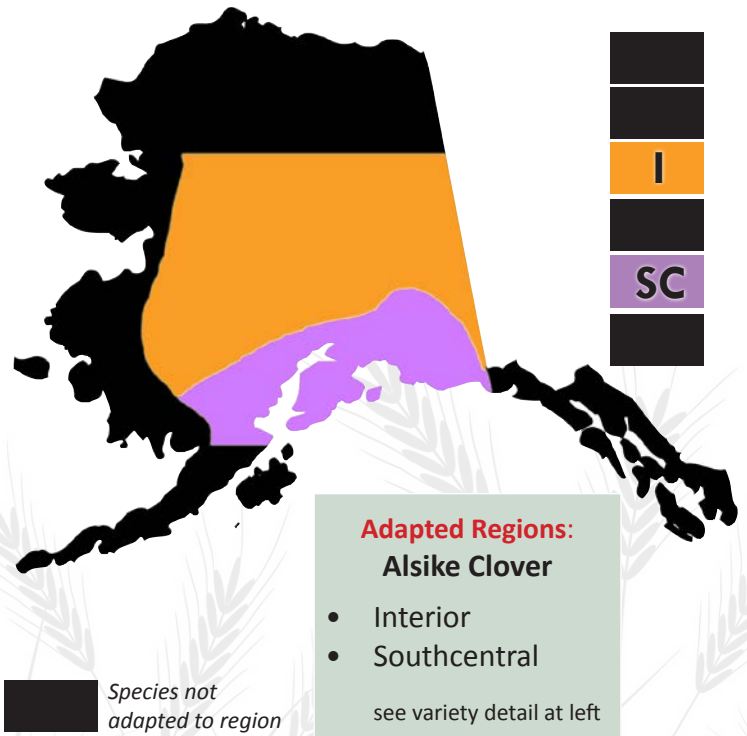 I
SC
Adapted Regions:
Alsike Clover
• Interior
• Southcentral
see variety detail at left
Species not
adapted to region